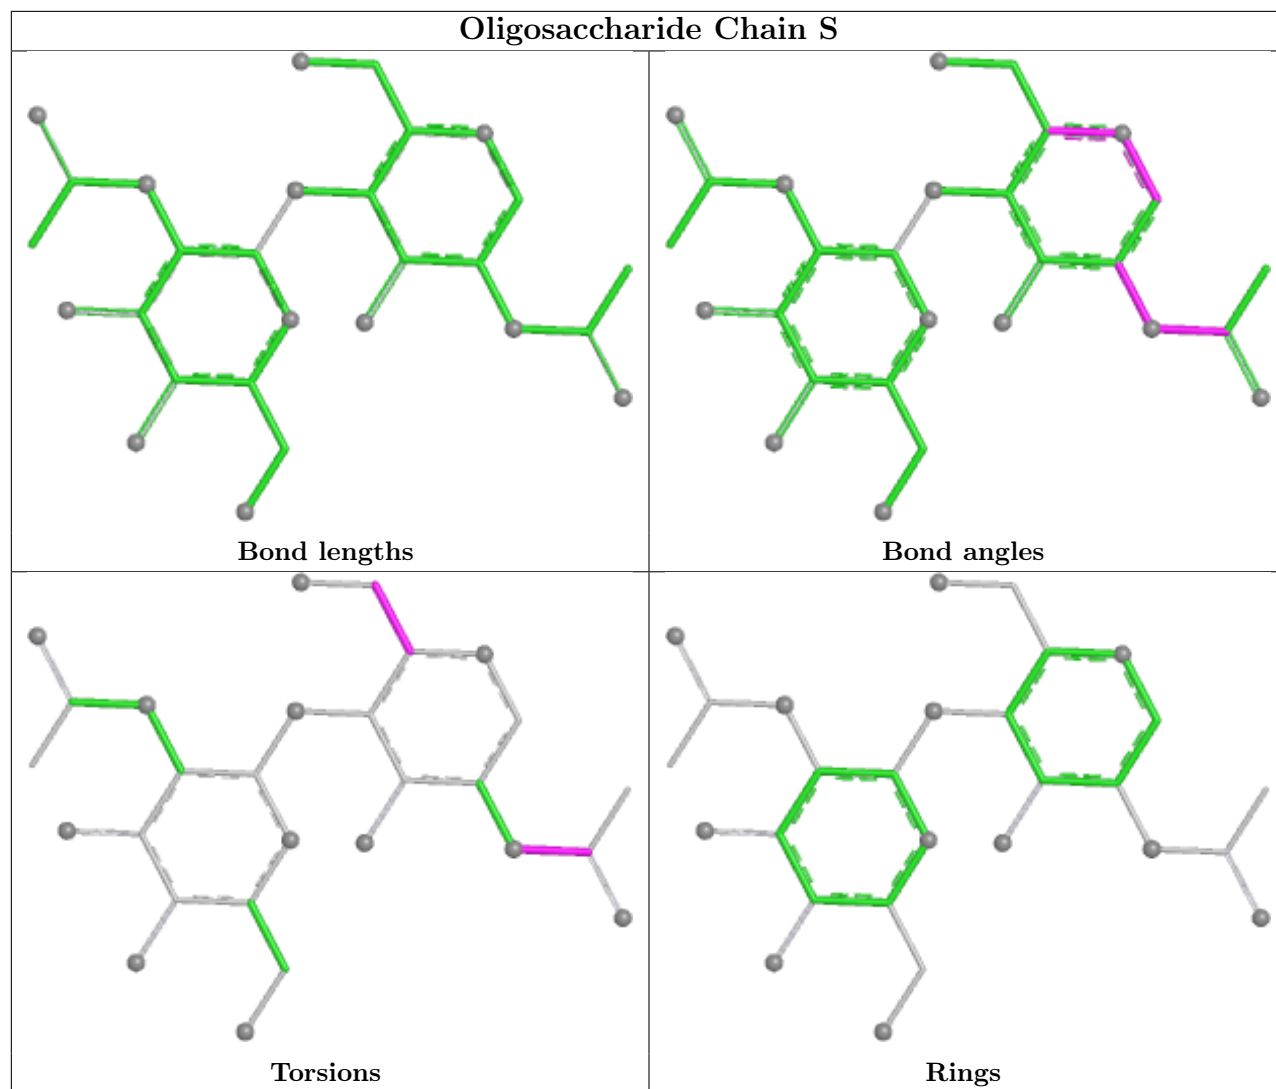 Oligosaccharide Chain S
Bond lengths
Bond angles
Torsions
Rings